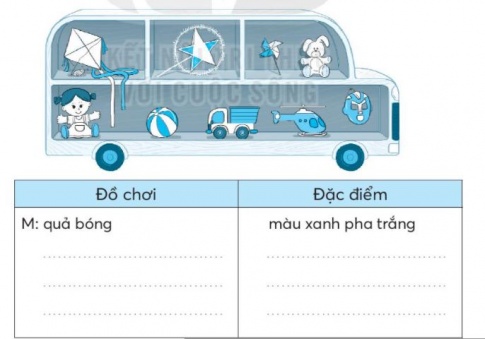 KẾT NỐI TRI THỨC
VỚI CUỘC SỐNG
Đồ chơi Đặc điểm
M: quả bóng màu xanh pha trắng